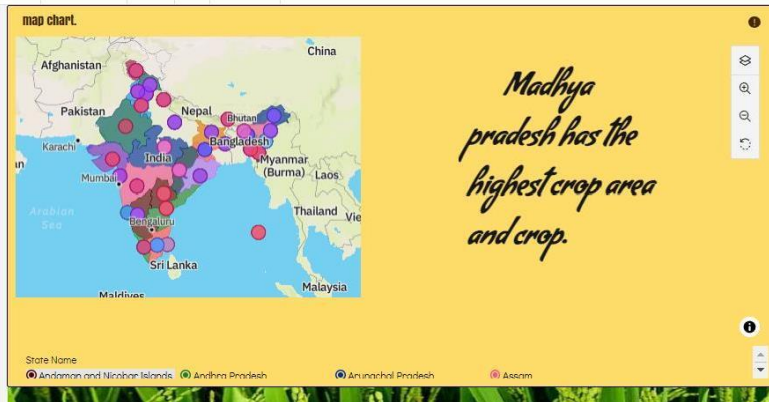 map chart.
China
Afghanistan
Pakistan
Nepal
Bhutan
Karachi
Bangladesh
India
Myanmar
(Burma)
Laos
Mumbai
Arabian
Sea
Thailand
Vie
Bengaluru
Sri Lanka
Malaysia
Maldives
Madhya
pradesh has the
highest crop area
and crop.
State Name
Andaman and Nicobar Islands Andhra Pradesh Arunachal Pradesh Assam